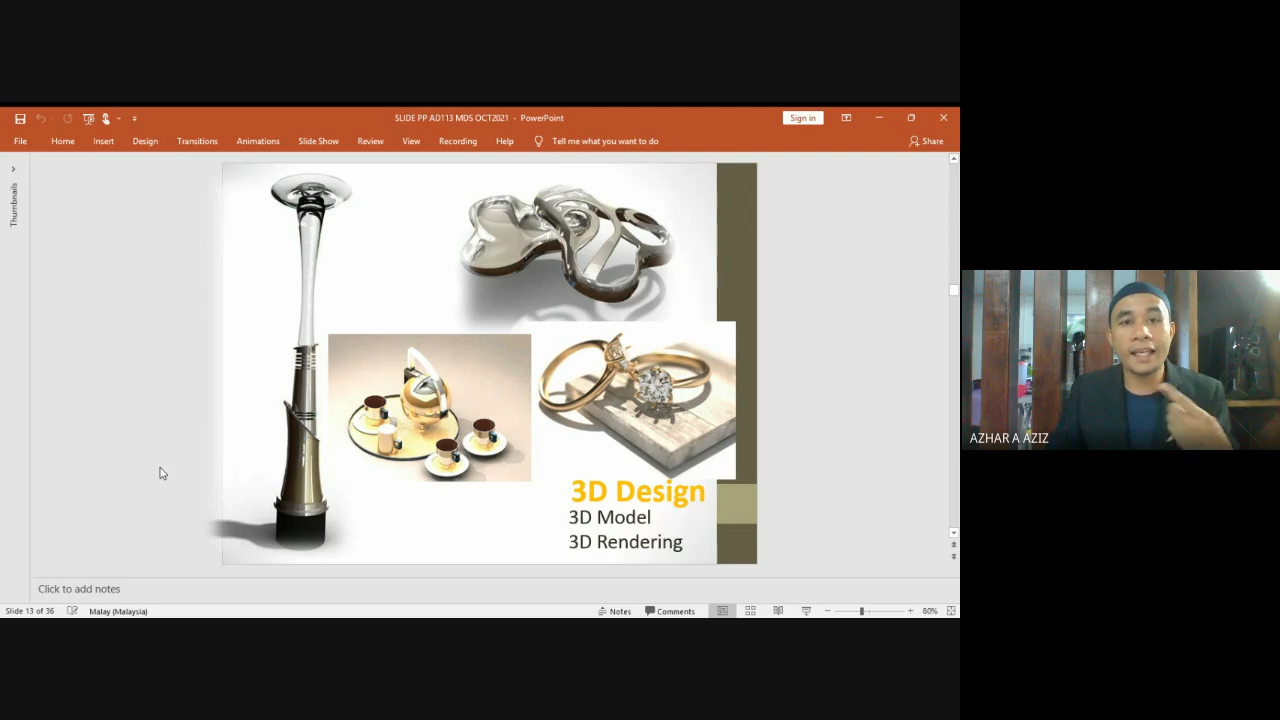 SLIDE PP AD113 MDS OCT2021 - PowerPoint
Sign in
File Home Insert Design Transitions Animations Slide Show Review View Recording Help Tell me what you want to do Share
Thumbnails
3D Design
3D Model
3D Rendering
AZHAR A AZIZ
Click to add notes
Slide 13 of 36 Malay (Malaysia) Notes Comments 80%